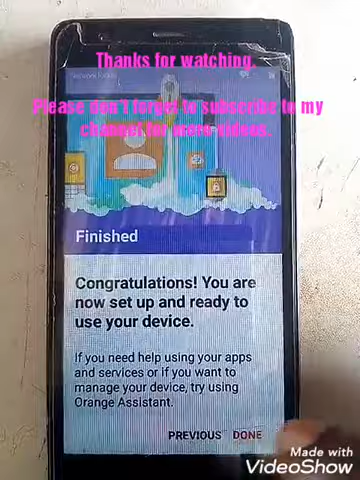 Thanks for watching.
Please don't forget to subscribe to my
channel for more videos.
Finished
Congratulations! You are
now set up and ready to
use your device.
If you need help using your apps
and services or if you want to
manage your device, try using
Orange Assistant.
PREVIOUS DONE
Made with
VideoShow